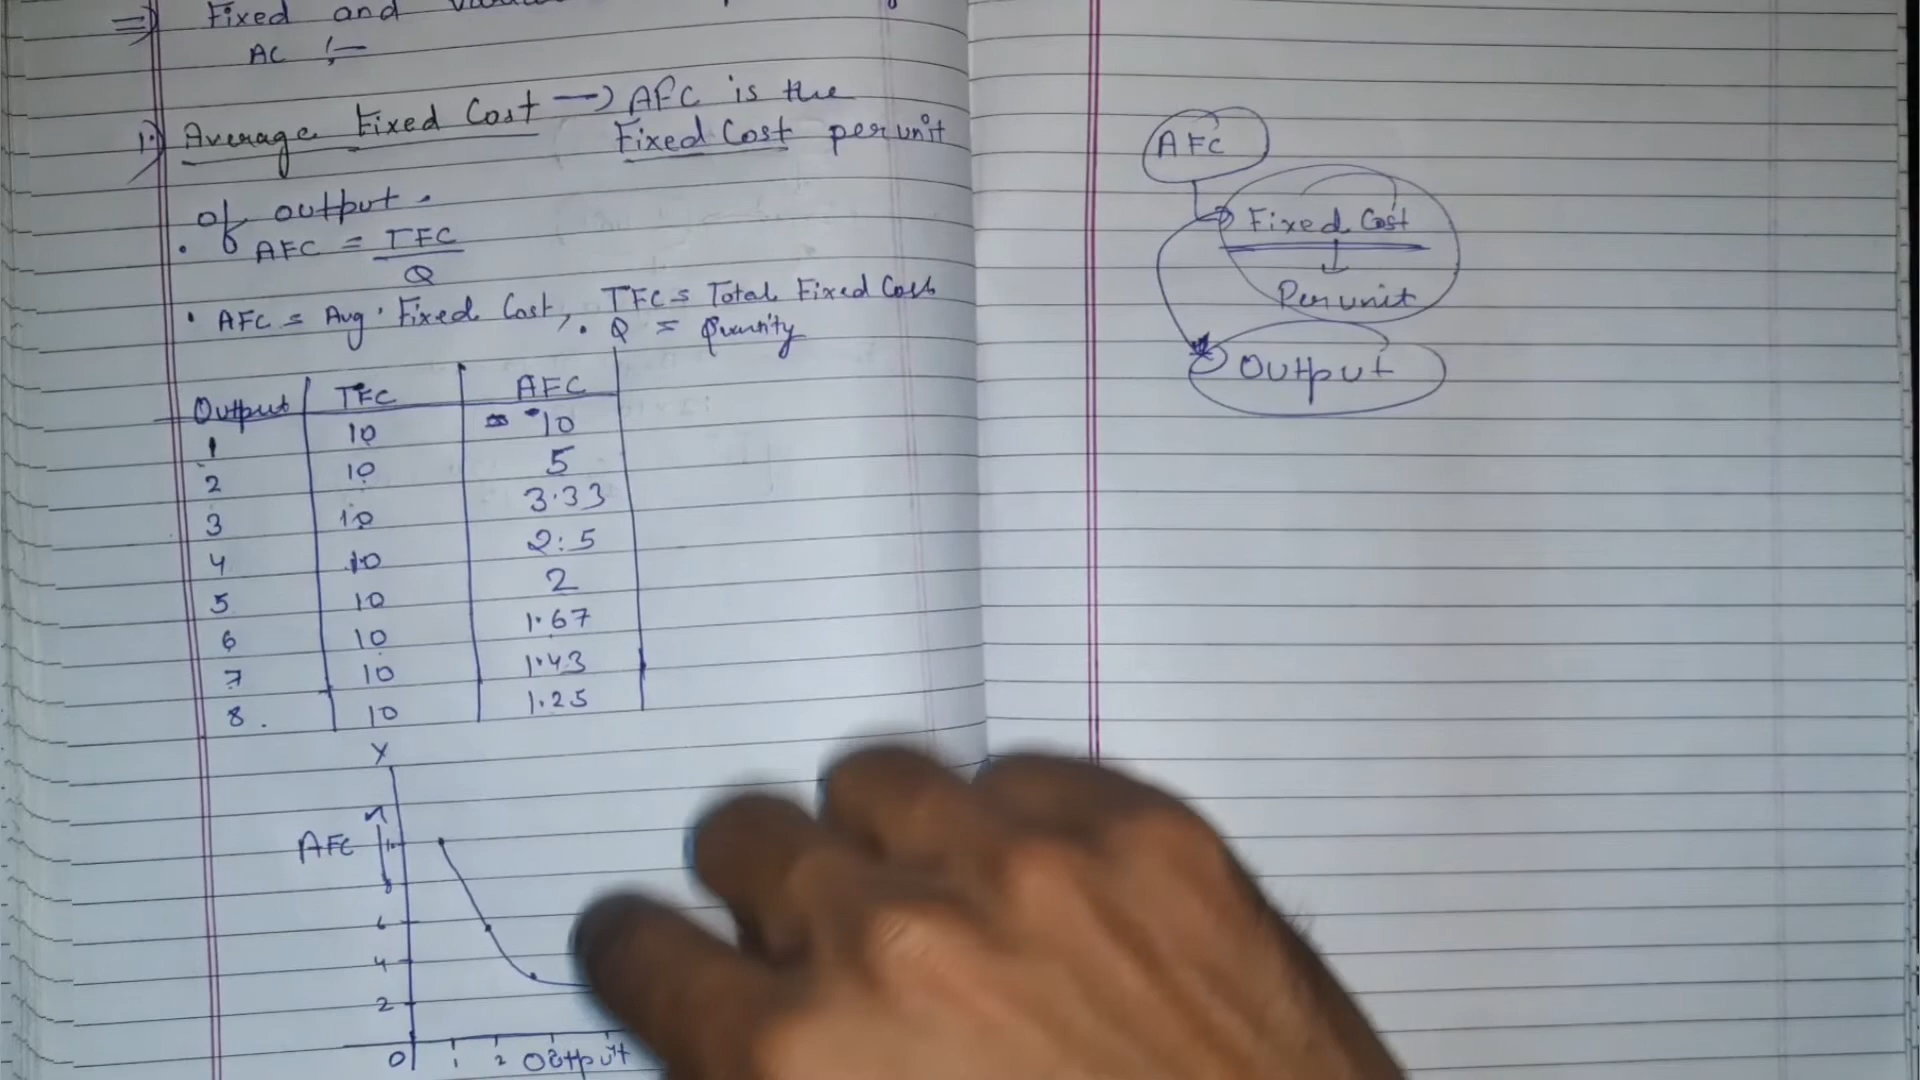 =) Fixed and
AC :-
1.) Average Fixed Cost —> AFC is the
Fixed Cost per unit
of output.
. AFC = TFC
Q
. AFC = Avg. Fixed Cost, TFC = Total Fixed Cost
. Q = Quantity
Output TFC AFC
1 10 ∞ 10
2 10 5
3 10 3.33
4 10 2.5
5 10 2
6 10 1.67
7 10 1.43
8. 10 1.25
Y
AFC 10
8
6
4
2
0 1 2 Output
AFC
Fixed Cost
Per unit
Output